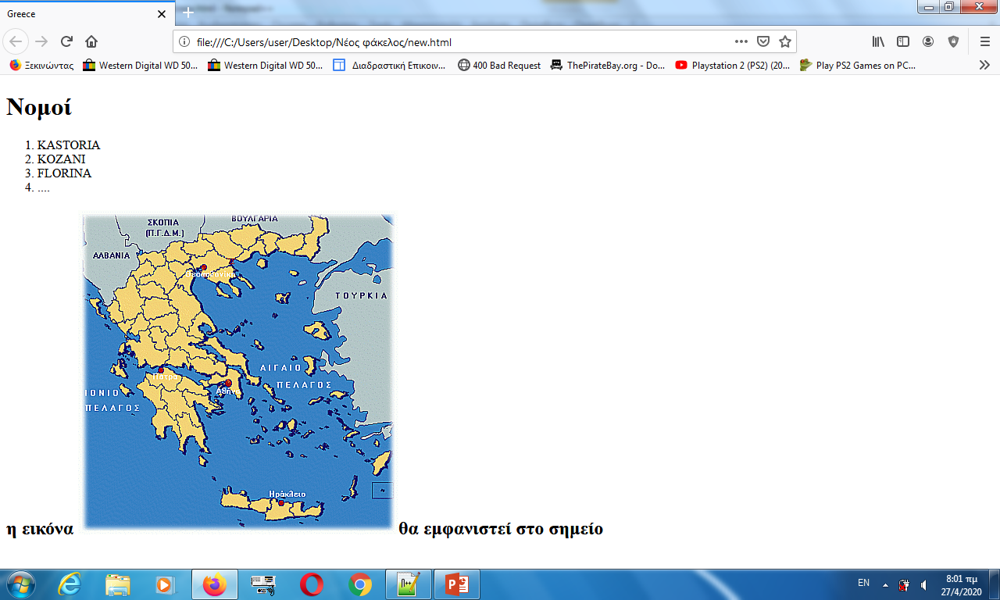 Greece
file:///C:/Users/user/Desktop/Νέος φάκελος/new.html
Ξεκινώντας Western Digital WD 50... Western Digital WD 50... Διαδραστική Επικοιν... 400 Bad Request ThePirateBay.org - Do... Playstation 2 (PS2) (20... Play PS2 Games on PC...
Νομοί
1. KASTORIA
2. KOZANI
3. FLORINA
4. ....
ΒΟΥΛΓΑΡΙΑ
ΣΚΟΠΙΑ
(Π.Γ.Δ.Μ.)
ΑΛΒΑΝΙΑ
Θεσσαλονίκη
ΤΟΥΡΚΙΑ
ΑΙΓΑΙΟ
ΠΕΛΑΓΟΣ
Πάτρα
Αθήνα
ΙΟΝΙΟ
ΠΕΛΑΓΟΣ
Ηράκλειο
η εικόνα θα εμφανιστεί στο σημείο
EN
8:01 πμ
27/4/2020